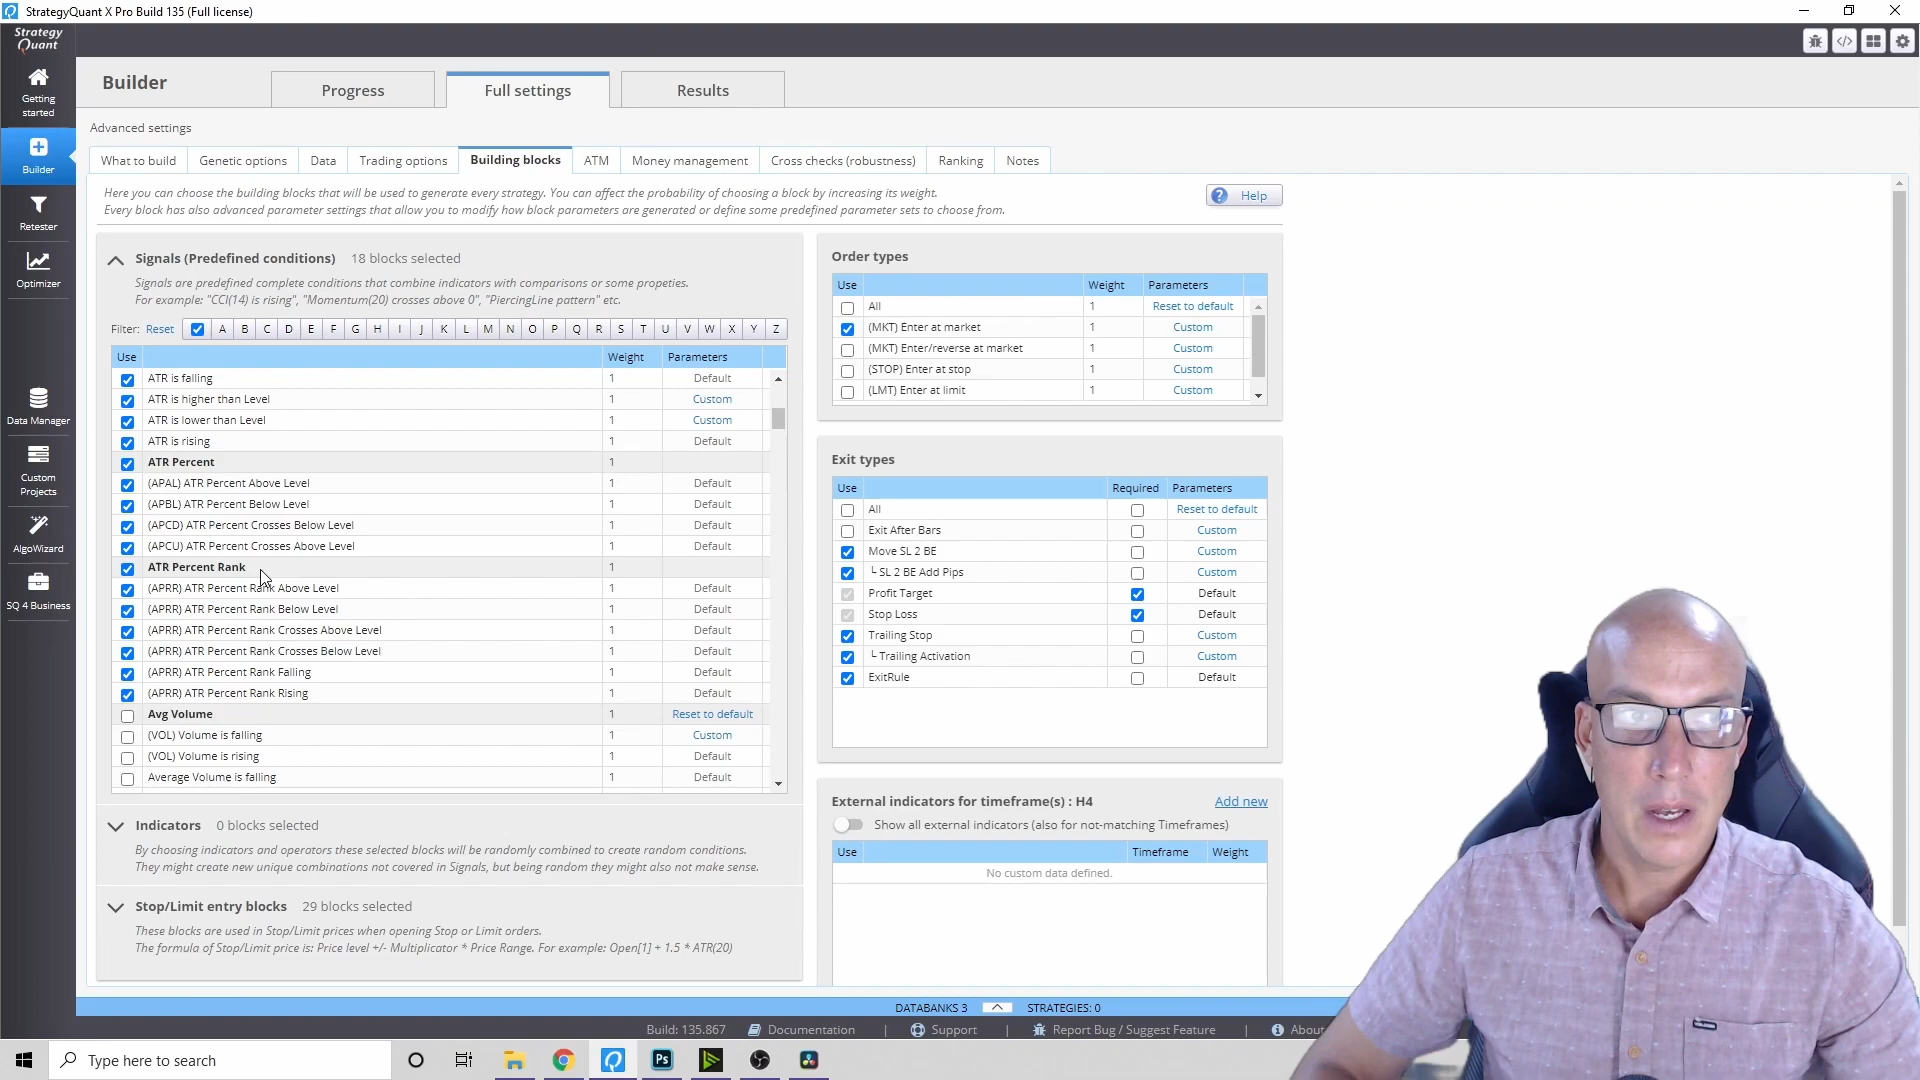 StrategyQuant X Pro Build 135 (Full license)
Strategy
Quant
Getting
started
Builder
Retester
Optimizer
Data Manager
Custom
Projects
AlgoWizard
SQ 4 Business
Builder
Progress
Full settings
Results
Advanced settings
What to build
Genetic options
Data
Trading options
Building blocks
ATM
Money management
Cross checks (robustness)
Ranking
Notes
Here you can choose the building blocks that will be used to generate every strategy. You can affect the probability of choosing a block by increasing its weight.
Every block has also advanced parameter settings that allow you to modify how block parameters are generated or define some predefined parameter sets to choose from.
? Help
Signals (Predefined conditions) 18 blocks selected
Signals are predefined complete conditions that combine indicators with comparisons or some propeties.
For example: "CCI(14) is rising", "Momentum(20) crosses above 0", "PiercingLine pattern" etc.
Filter: Reset A B C D E F G H I J K L M N O P Q R S T U V W X Y Z
Use Weight Parameters
ATR is falling 1 Default
ATR is higher than Level 1 Custom
ATR is lower than Level 1 Custom
ATR is rising 1 Default
ATR Percent 1
(APAL) ATR Percent Above Level 1 Default
(APBL) ATR Percent Below Level 1 Default
(APCD) ATR Percent Crosses Below Level 1 Default
(APCU) ATR Percent Crosses Above Level 1 Default
ATR Percent Rank 1
(APRR) ATR Percent Rank Above Level 1 Default
(APRR) ATR Percent Rank Below Level 1 Default
(APRR) ATR Percent Rank Crosses Above Level 1 Default
(APRR) ATR Percent Rank Crosses Below Level 1 Default
(APRR) ATR Percent Rank Falling 1 Default
(APRR) ATR Percent Rank Rising 1 Default
Avg Volume 1 Reset to default
(VOL) Volume is falling 1 Custom
(VOL) Volume is rising 1 Default
Average Volume is falling 1 Default
Indicators 0 blocks selected
By choosing indicators and operators these selected blocks will be randomly combined to create random conditions.
They might create new unique combinations not covered in Signals, but being random they might also not make sense.
Stop/Limit entry blocks 29 blocks selected
These blocks are used in Stop/Limit prices when opening Stop or Limit orders.
The formula of Stop/Limit price is: Price level +/- Multiplicator * Price Range. For example: Open[1] + 1.5 * ATR(20)
Order types
Use Weight Parameters
All 1 Reset to default
(MKT) Enter at market 1 Custom
(MKT) Enter/reverse at market 1 Custom
(STOP) Enter at stop 1 Custom
(LMT) Enter at limit 1 Custom
Exit types
Use Required Parameters
All Reset to default
Exit After Bars Custom
Move SL 2 BE Custom
SL 2 BE Add Pips Custom
Profit Target Default
Stop Loss Default
Trailing Stop Custom
Trailing Activation Custom
ExitRule Default
External indicators for timeframe(s) : H4 Add new
Show all external indicators (also for not-matching Timeframes)
Use Timeframe Weight
No custom data defined.
DATABANKS 3 STRATEGIES: 0
Build: 135.867 Documentation | Support | Report Bug / Suggest Feature | About
Type here to search
Ps